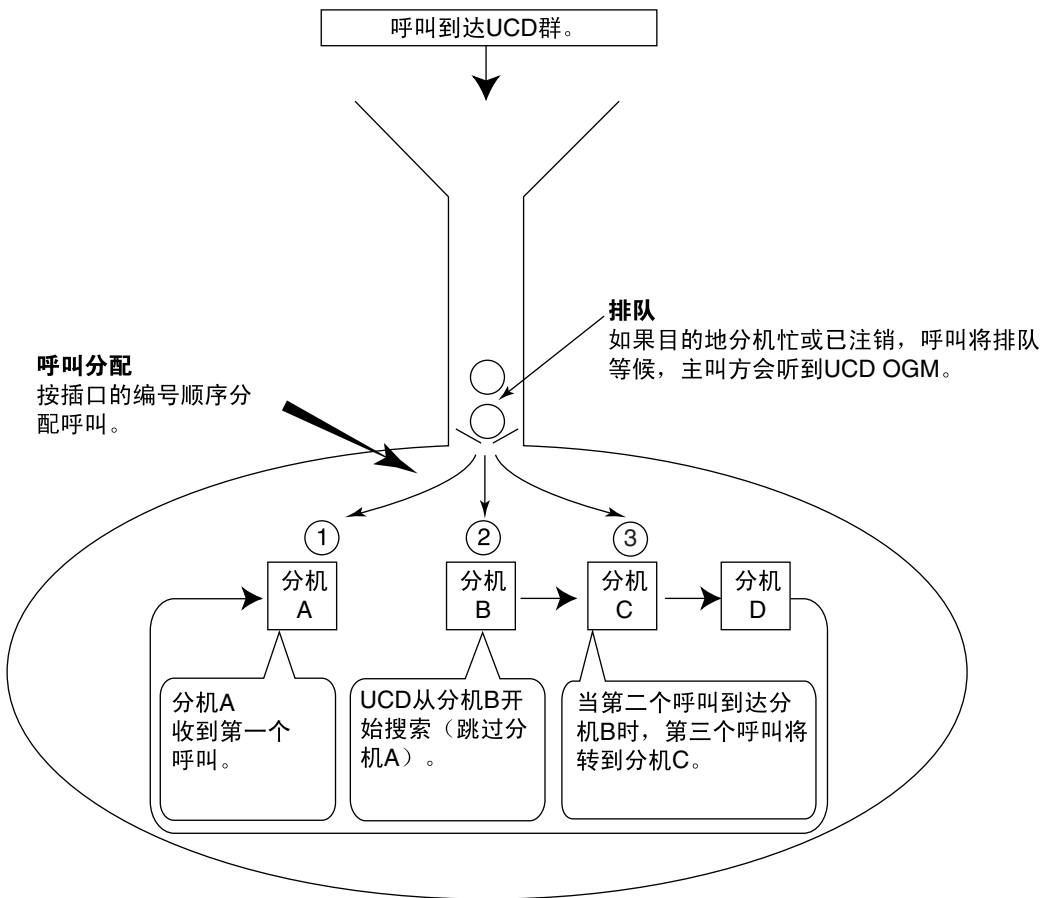 呼叫到达UCD群。
排队
如果目的地分机忙或已注销，呼叫将排队
等候，主叫方会听到UCD OGM。
呼叫分配
按插口的编号顺序分
配呼叫。
1
2
3
分机
A
分机
B
分机
C
分机
D
分机A
收到第一个
呼叫。
UCD从分机B开
始搜索（跳过分
机A）。
当第二个呼叫到达分
机B时，第三个呼叫将
转到分机C。